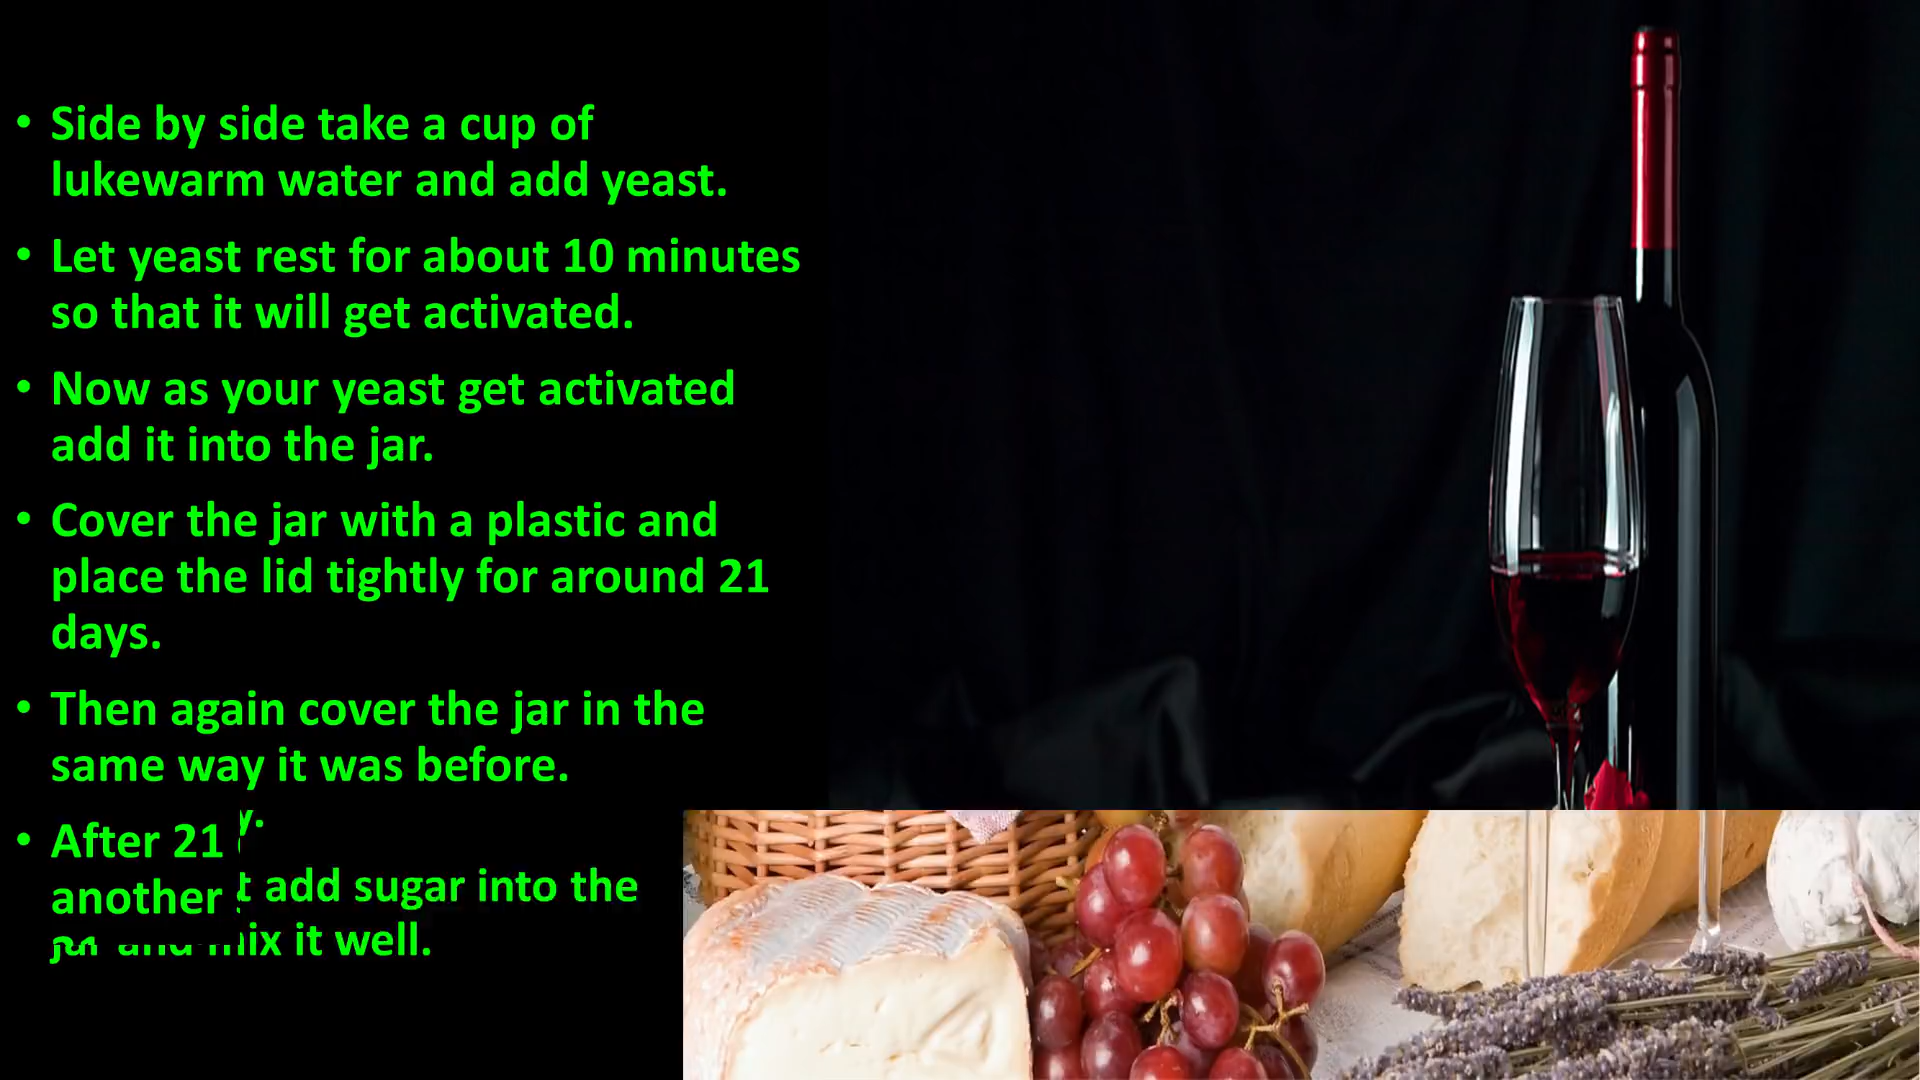 • Side by side take a cup of
lukewarm water and add yeast.
• Let yeast rest for about 10 minutes
so that it will get activated.
• Now as your yeast get activated
add it into the jar.
• Cover the jar with a plastic and
place the lid tightly for around 21
days.
• Then again cover the jar in the
same way it was before.
• After 21
another add sugar into the
mix it well.